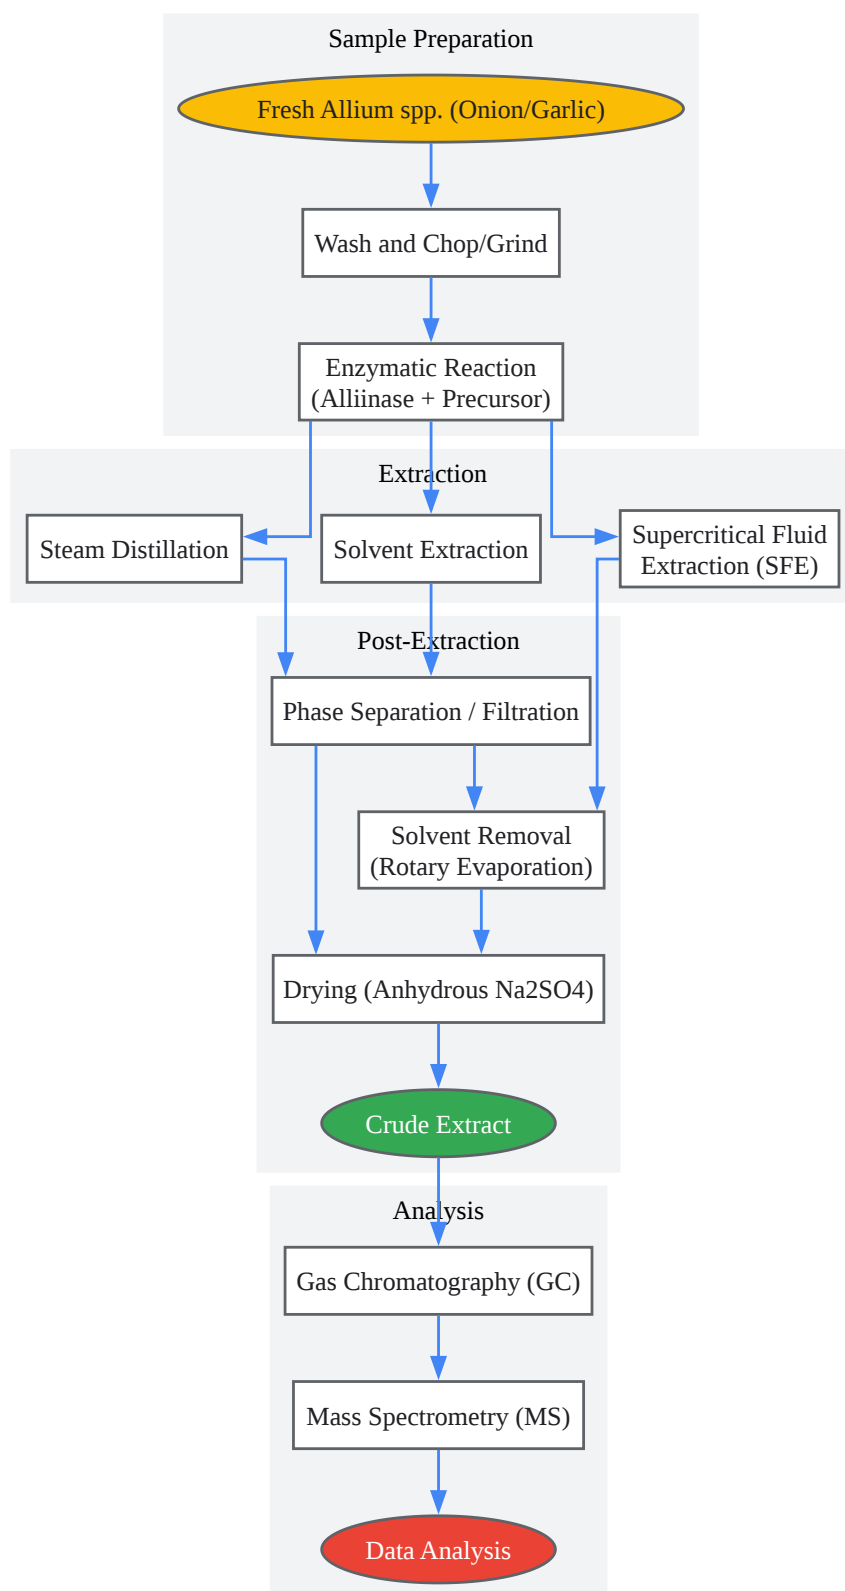 Sample Preparation
Fresh Allium spp. (Onion/Garlic)
Wash and Chop/Grind
Enzymatic Reaction
(Alliinase + Precursor)
Extraction
Steam Distillation
Solvent Extraction
Supercritical Fluid
Extraction (SFE)
Post-Extraction
Phase Separation / Filtration
Solvent Removal
(Rotary Evaporation)
Drying (Anhydrous Na2SO4)
Crude Extract
Analysis
Gas Chromatography (GC)
Mass Spectrometry (MS)
Data Analysis